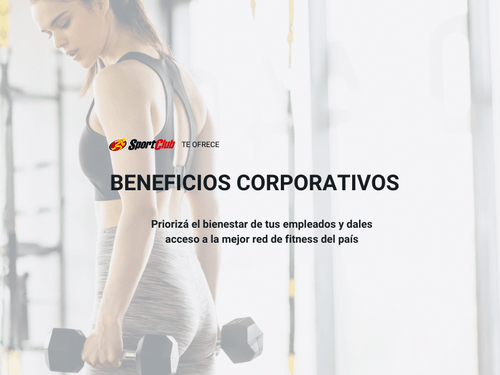 SportClub TE OFRECE
BENEFICIOS CORPORATIVOS
Priorizá el bienestar de tus empleados y dales
acceso a la mejor red de fitness del país